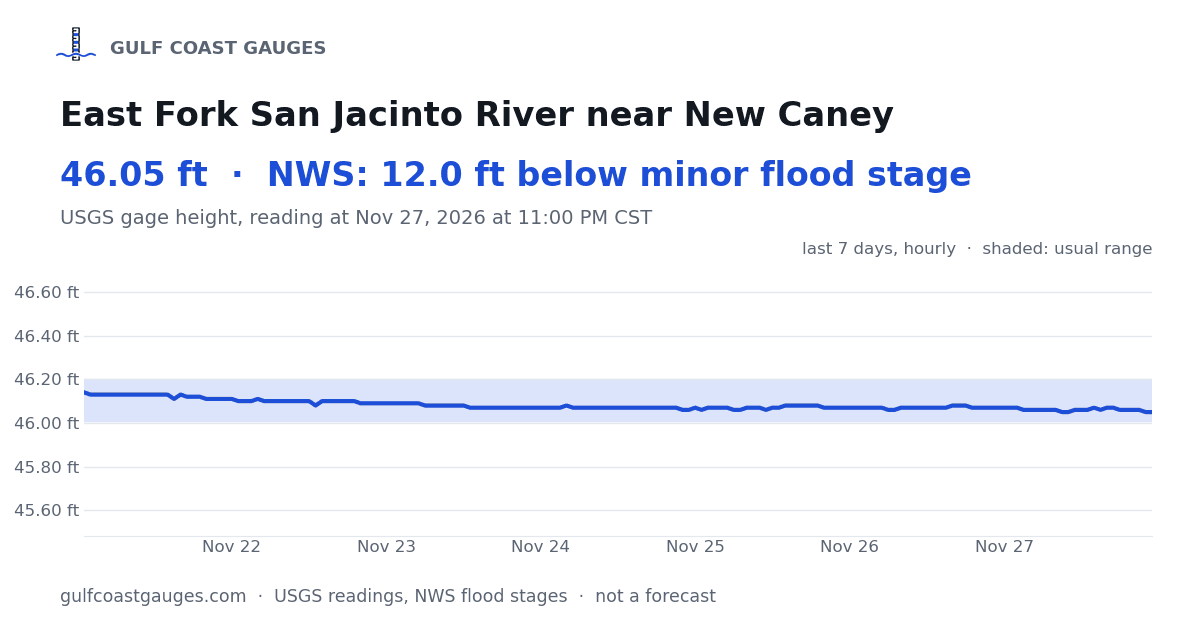 GULF COAST GAUGES
East Fork San Jacinto River near New Caney
46.05 ft · NWS: 12.0 ft below minor flood stage
USGS gage height, reading at Nov 27, 2026 at 11:00 PM CST
last 7 days, hourly · shaded: usual range
46.60 ft
46.40 ft
46.20 ft
46.00 ft
45.80 ft
45.60 ft
Nov 22 Nov 23 Nov 24 Nov 25 Nov 26 Nov 27
gulfcoastgauges.com · USGS readings, NWS flood stages · not a forecast